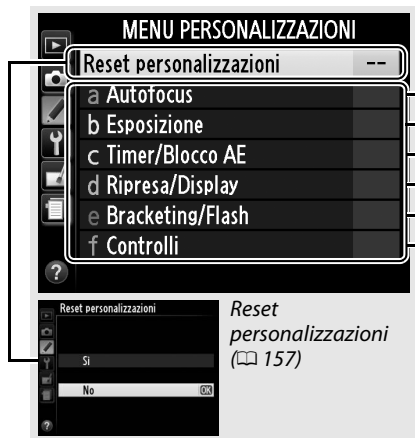 MENU PERSONALIZZAZIONI
Reset personalizzazioni --
a Autofocus
b Esposizione
c Timer/Blocco AE
d Ripresa/Display
e Bracketing/Flash
f Controlli
?
Reset personalizzazioni
Sì
No OK
?
Reset
personalizzazioni
(0 157)